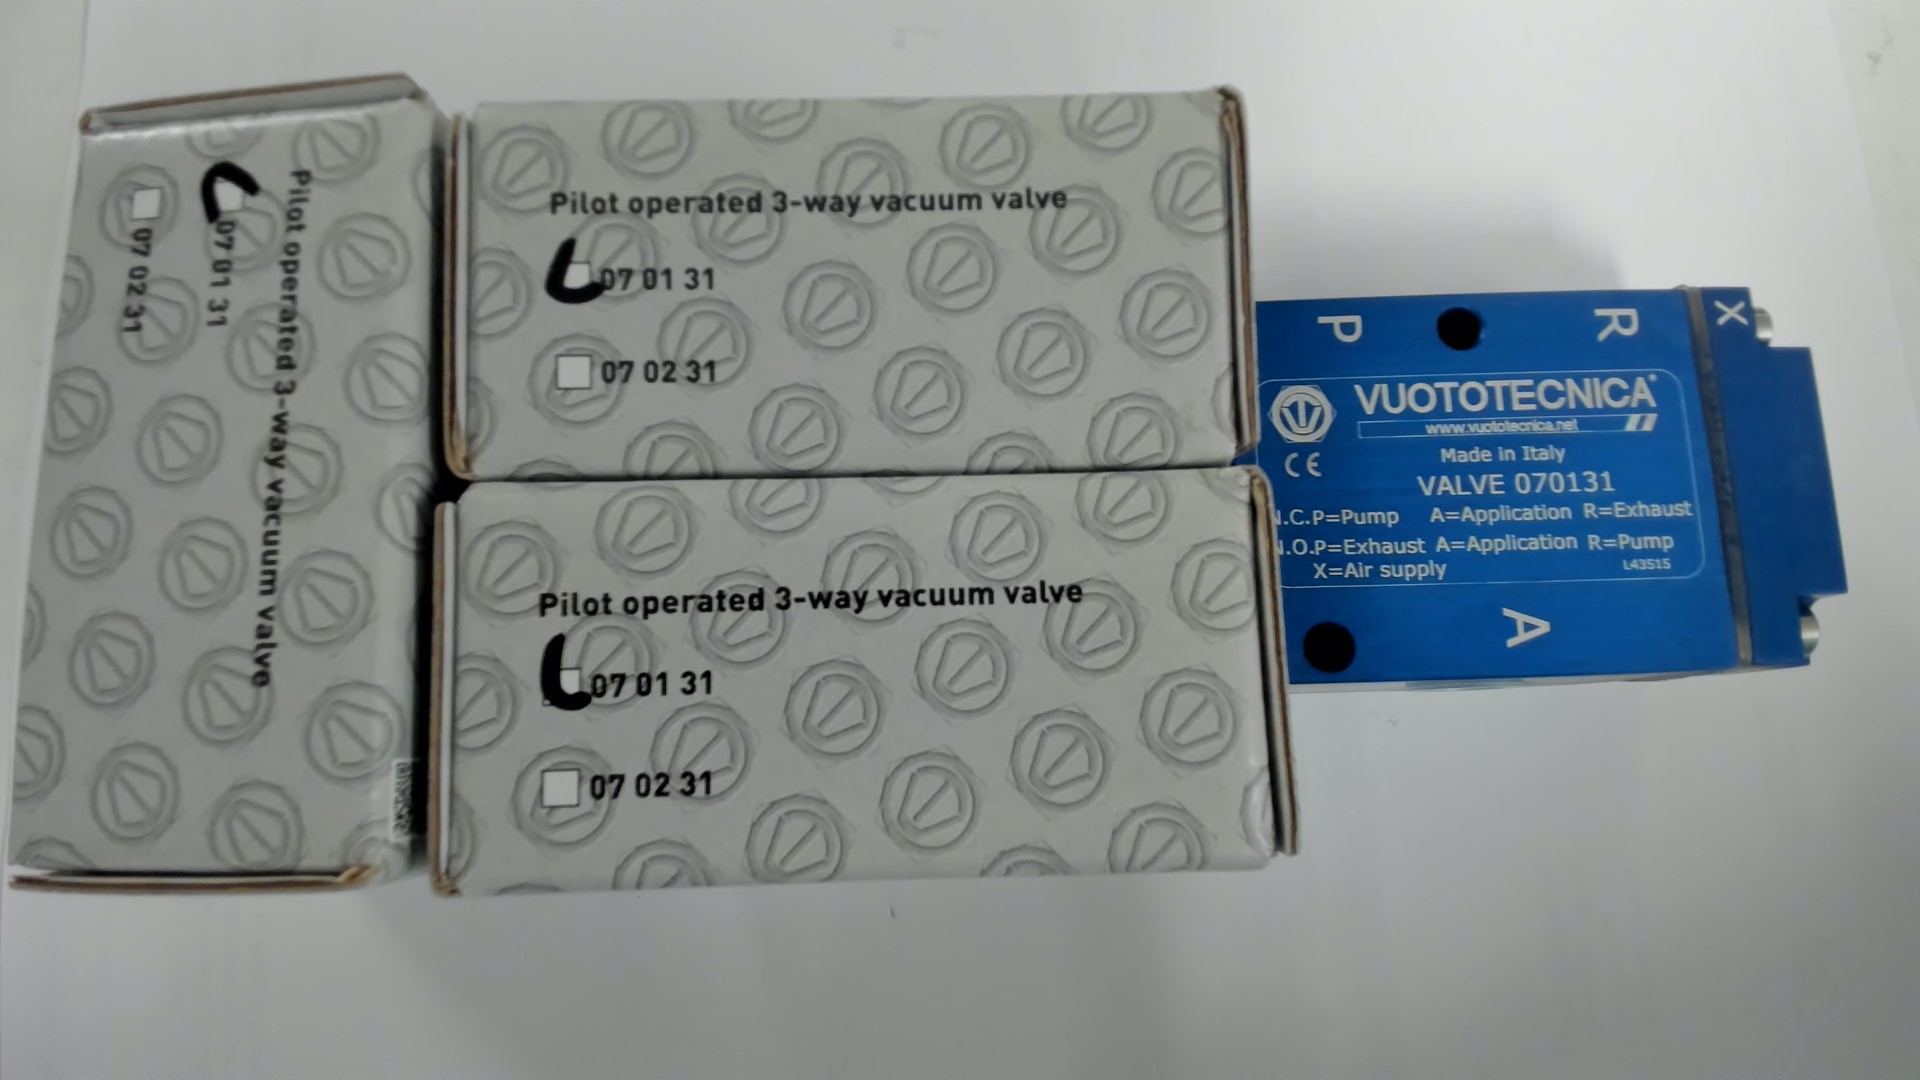 Pilot operated 3-way vacuum valve
07 01 31
07 02 31
Pilot operated 3-way vacuum valve
07 01 31
07 02 31
Pilot operated 3-way vacuum valve
07 01 31
07 02 31
P R X
VUOTOTECNICA®
www.vuototecnica.net
Made in Italy
CE
VALVE 070131
.C.P=Pump A=Application R=Exhaust
.O.P=Exhaust A=Application R=Pump
X=Air supply
L43515
A